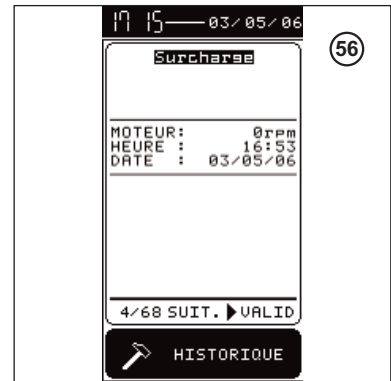 17 15 03/05/06
56
Surcharge
MOTEUR: 0rpm
HEURE : 16:53
DATE : 03/05/06
4/68 SUIT. ▶ VALID
HISTORIQUE